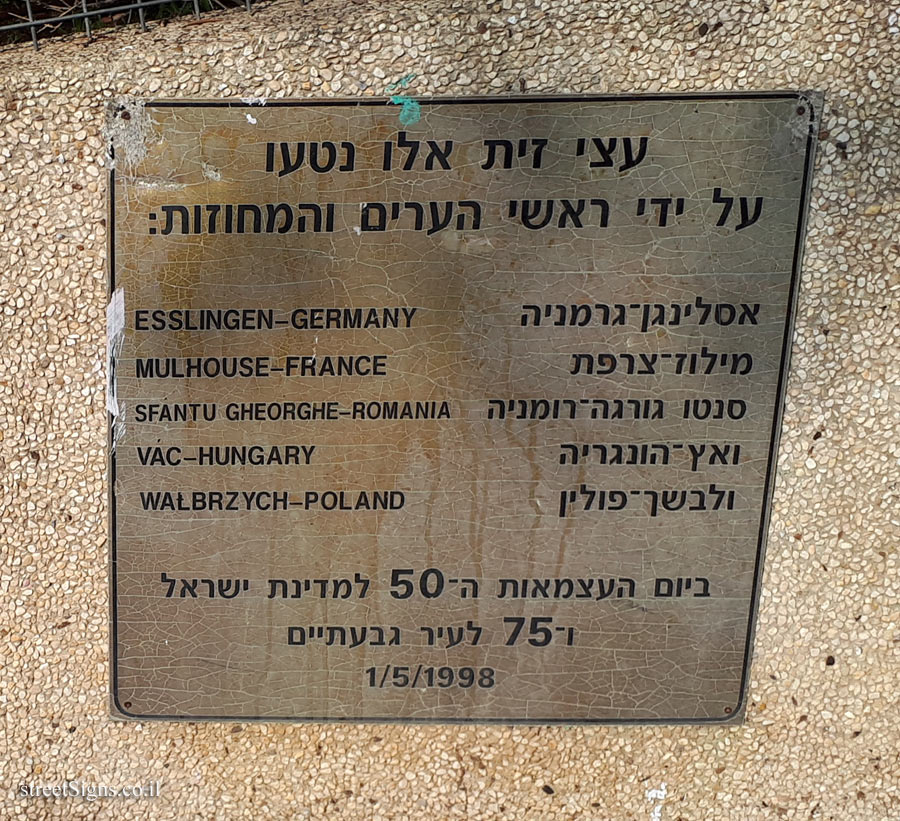 עצי זית אלו נטעו
על ידי ראשי הערים והמחוזות:
אסלינגן־גרמניה ESSLINGEN–GERMANY
מילוז־צרפת MULHOUSE–FRANCE
סנטו גורגה־רומניה SFANTU GHEORGHE–ROMANIA
ואץ־הונגריה VAC–HUNGARY
ולבשך־פולין WAŁBRZYCH–POLAND
ביום העצמאות ה־50 למדינת ישראל
ו־75 לעיר גבעתיים
1/5/1998
streetSigns.co.il